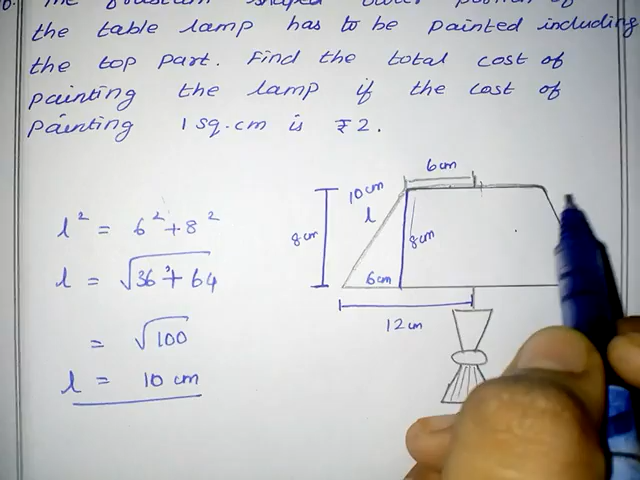 the table lamp has to be painted including
the top part. Find the total cost of
painting the lamp if the cost of
painting 1 sq.cm is ₹2.
6cm
10cm
l
8cm
8cm
6cm
12cm
l² = 6² + 8²
l = √36 + 64
= √100
l = 10 cm